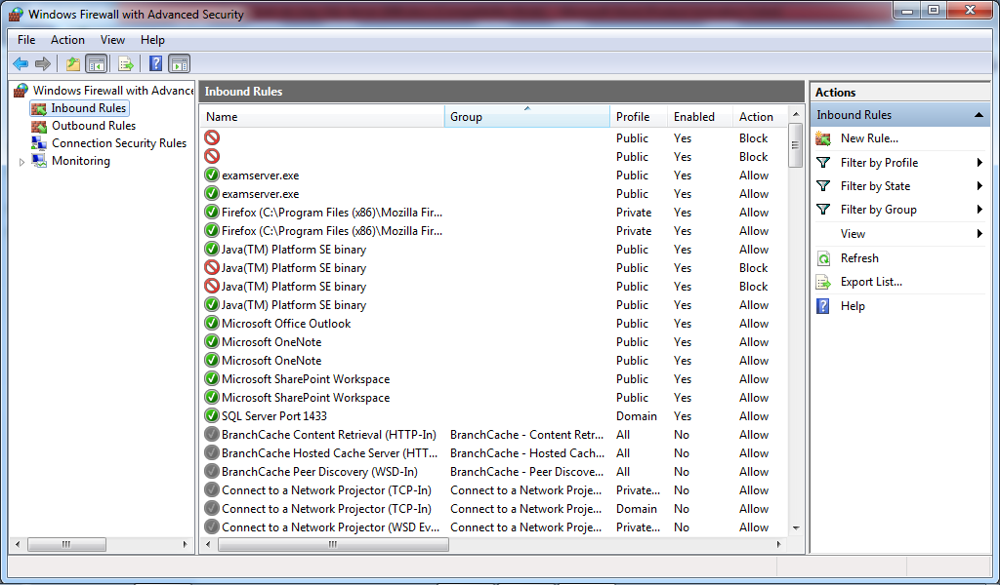 Windows Firewall with Advanced Security
File Action View Help
Windows Firewall with Advance
Inbound Rules
Outbound Rules
Connection Security Rules
Monitoring
Inbound Rules
Name Group Profile Enabled Action
Public Yes Block
Public Yes Block
examserver.exe Public Yes Allow
examserver.exe Public Yes Allow
Firefox (C:\Program Files (x86)\Mozilla Fir... Private Yes Allow
Firefox (C:\Program Files (x86)\Mozilla Fir... Private Yes Allow
Java(TM) Platform SE binary Public Yes Allow
Java(TM) Platform SE binary Public Yes Block
Java(TM) Platform SE binary Public Yes Block
Java(TM) Platform SE binary Public Yes Allow
Microsoft Office Outlook Public Yes Allow
Microsoft OneNote Public Yes Allow
Microsoft OneNote Public Yes Allow
Microsoft SharePoint Workspace Public Yes Allow
Microsoft SharePoint Workspace Public Yes Allow
SQL Server Port 1433 Domain Yes Allow
BranchCache Content Retrieval (HTTP-In) BranchCache - Content Retr... All No Allow
BranchCache Hosted Cache Server (HTT... BranchCache - Hosted Cach... All No Allow
BranchCache Peer Discovery (WSD-In) BranchCache - Peer Discove... All No Allow
Connect to a Network Projector (TCP-In) Connect to a Network Proje... Private... No Allow
Connect to a Network Projector (TCP-In) Connect to a Network Proje... Domain No Allow
Connect to a Network Projector (WSD Ev... Connect to a Network Proje... Private... No Allow
Actions
Inbound Rules
New Rule...
Filter by Profile
Filter by State
Filter by Group
View
Refresh
Export List...
Help